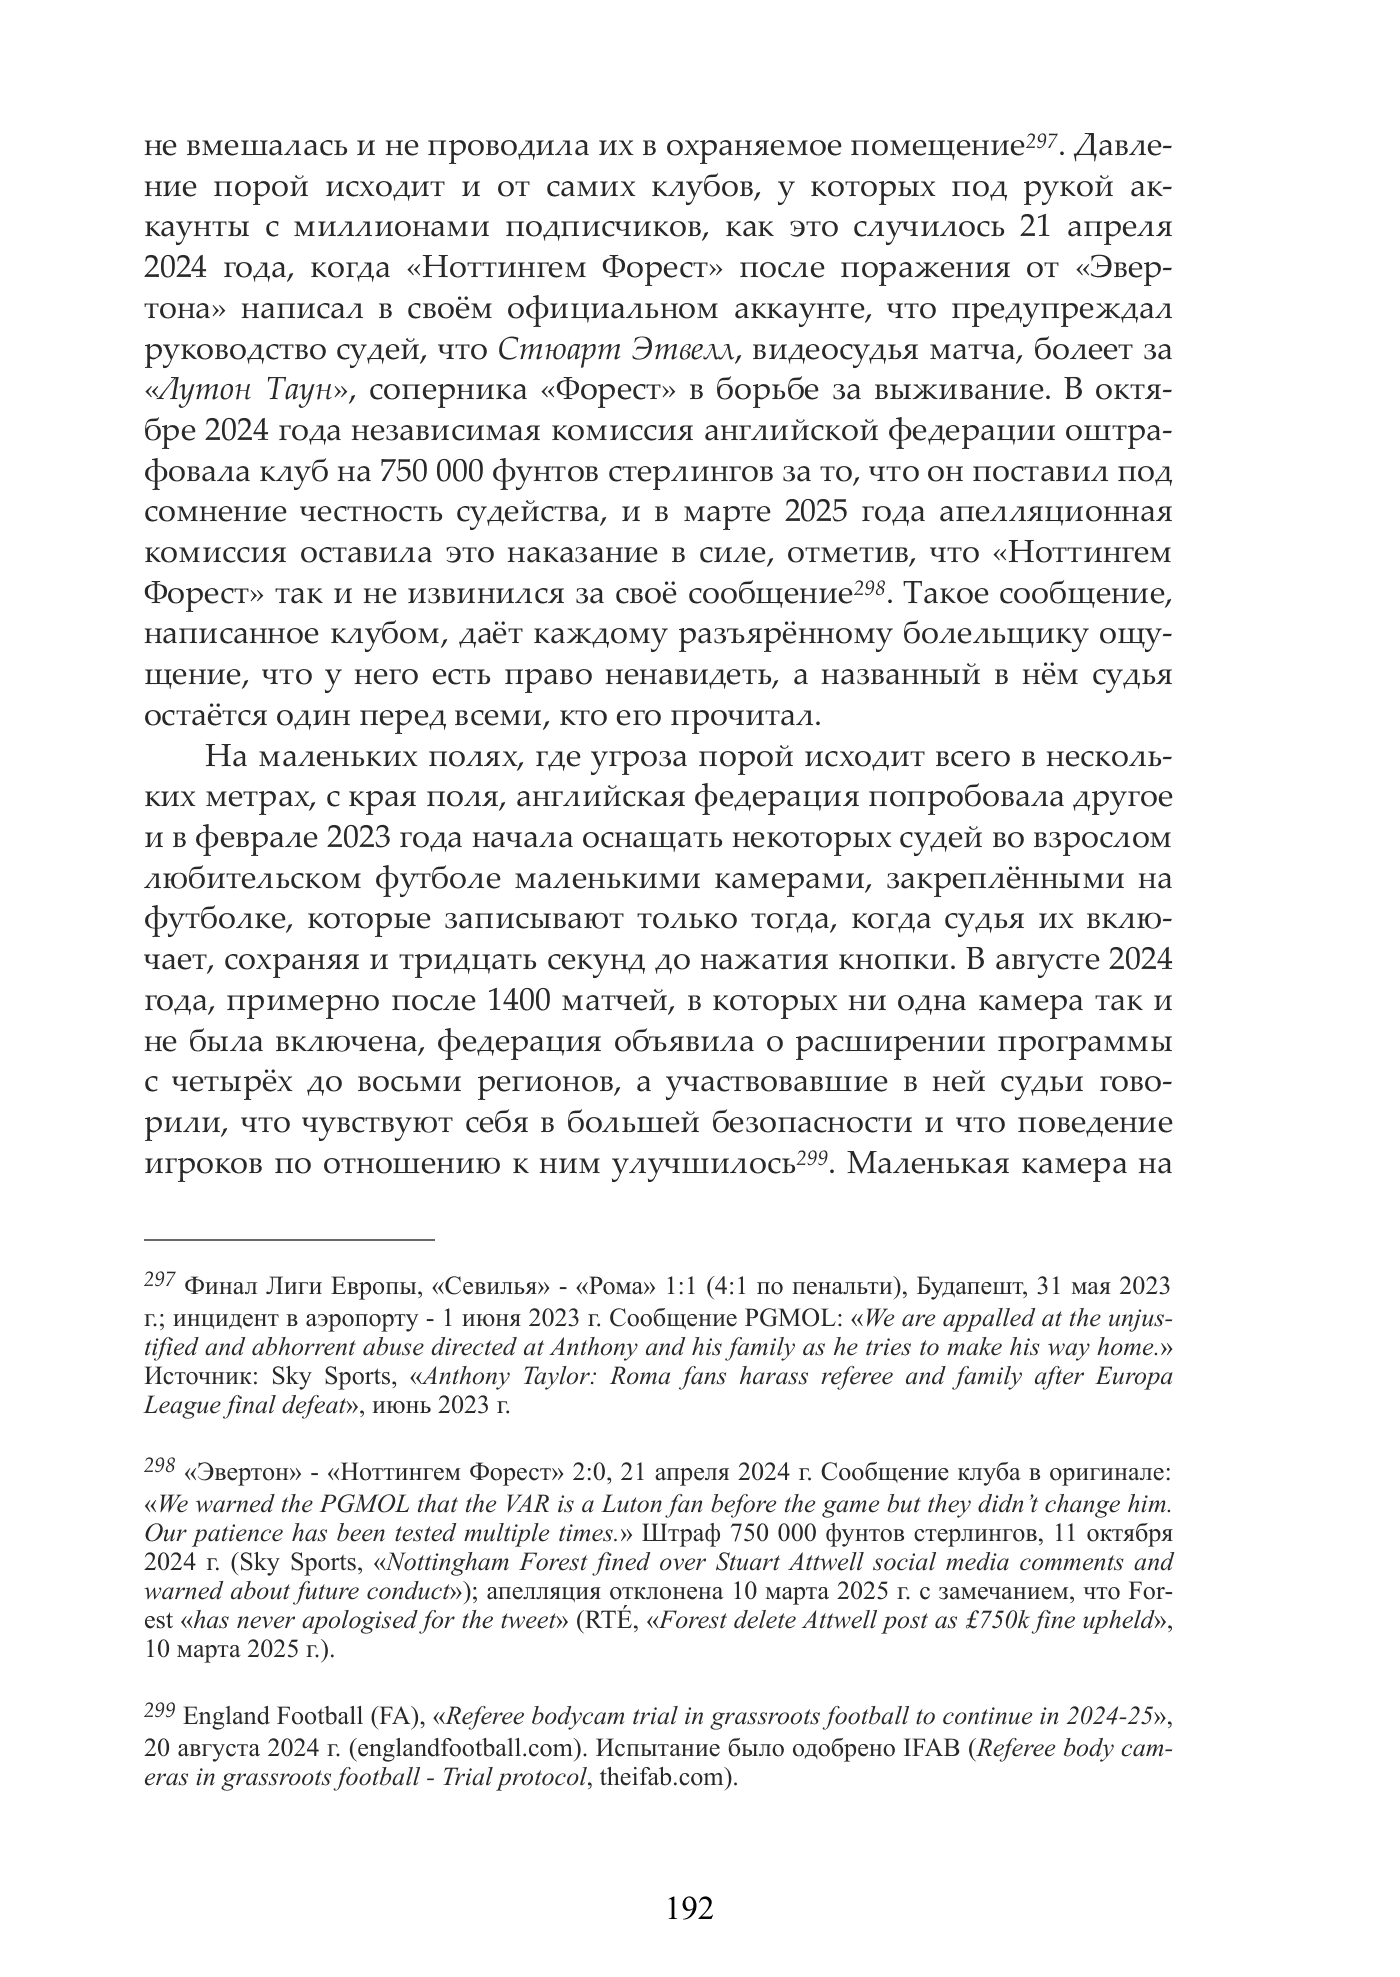 не вмешалась и не проводила их в охраняемое помещение297. Давле-
ние порой исходит и от самих клубов, у которых под рукой ак-
каунты с миллионами подписчиков, как это случилось 21 апреля
2024 года, когда «Ноттингем Форест» после поражения от «Эвер-
тона» написал в своём официальном аккаунте, что предупреждал
руководство судей, что Стюарт Этвелл, видеосудья матча, болеет за
«Лутон Таун», соперника «Форест» в борьбе за выживание. В октя-
бре 2024 года независимая комиссия английской федерации оштра-
фовала клуб на 750 000 фунтов стерлингов за то, что он поставил под
сомнение честность судейства, и в марте 2025 года апелляционная
комиссия оставила это наказание в силе, отметив, что «Ноттингем
Форест» так и не извинился за своё сообщение298. Такое сообщение,
написанное клубом, даёт каждому разъярённому болельщику ощу-
щение, что у него есть право ненавидеть, а названный в нём судья
остаётся один перед всеми, кто его прочитал.
На маленьких полях, где угроза порой исходит всего в несколь-
ких метрах, с края поля, английская федерация попробовала другое
и в феврале 2023 года начала оснащать некоторых судей во взрослом
любительском футболе маленькими камерами, закреплёнными на
футболке, которые записывают только тогда, когда судья их вклю-
чает, сохраняя и тридцать секунд до нажатия кнопки. В августе 2024
года, примерно после 1400 матчей, в которых ни одна камера так и
не была включена, федерация объявила о расширении программы
с четырёх до восьми регионов, а участвовавшие в ней судьи гово-
рили, что чувствуют себя в большей безопасности и что поведение
игроков по отношению к ним улучшилось299. Маленькая камера на
297 Финал Лиги Европы, «Севилья» - «Рома» 1:1 (4:1 по пенальти), Будапешт, 31 мая 2023
г.; инцидент в аэропорту - 1 июня 2023 г. Сообщение PGMOL: «We are appalled at the unjus-
tified and abhorrent abuse directed at Anthony and his family as he tries to make his way home.»
Источник: Sky Sports, «Anthony Taylor: Roma fans harass referee and family after Europa
League final defeat», июнь 2023 г.
298 «Эвертон» - «Ноттингем Форест» 2:0, 21 апреля 2024 г. Сообщение клуба в оригинале:
«We warned the PGMOL that the VAR is a Luton fan before the game but they didn’t change him.
Our patience has been tested multiple times.» Штраф 750 000 фунтов стерлингов, 11 октября
2024 г. (Sky Sports, «Nottingham Forest fined over Stuart Attwell social media comments and
warned about future conduct»); апелляция отклонена 10 марта 2025 г. с замечанием, что For-
est «has never apologised for the tweet» (RTÉ, «Forest delete Attwell post as £750k fine upheld»,
10 марта 2025 г.).
299 England Football (FA), «Referee bodycam trial in grassroots football to continue in 2024-25»,
20 августа 2024 г. (englandfootball.com). Испытание было одобрено IFAB (Referee body cam-
eras in grassroots football - Trial protocol, theifab.com).
192